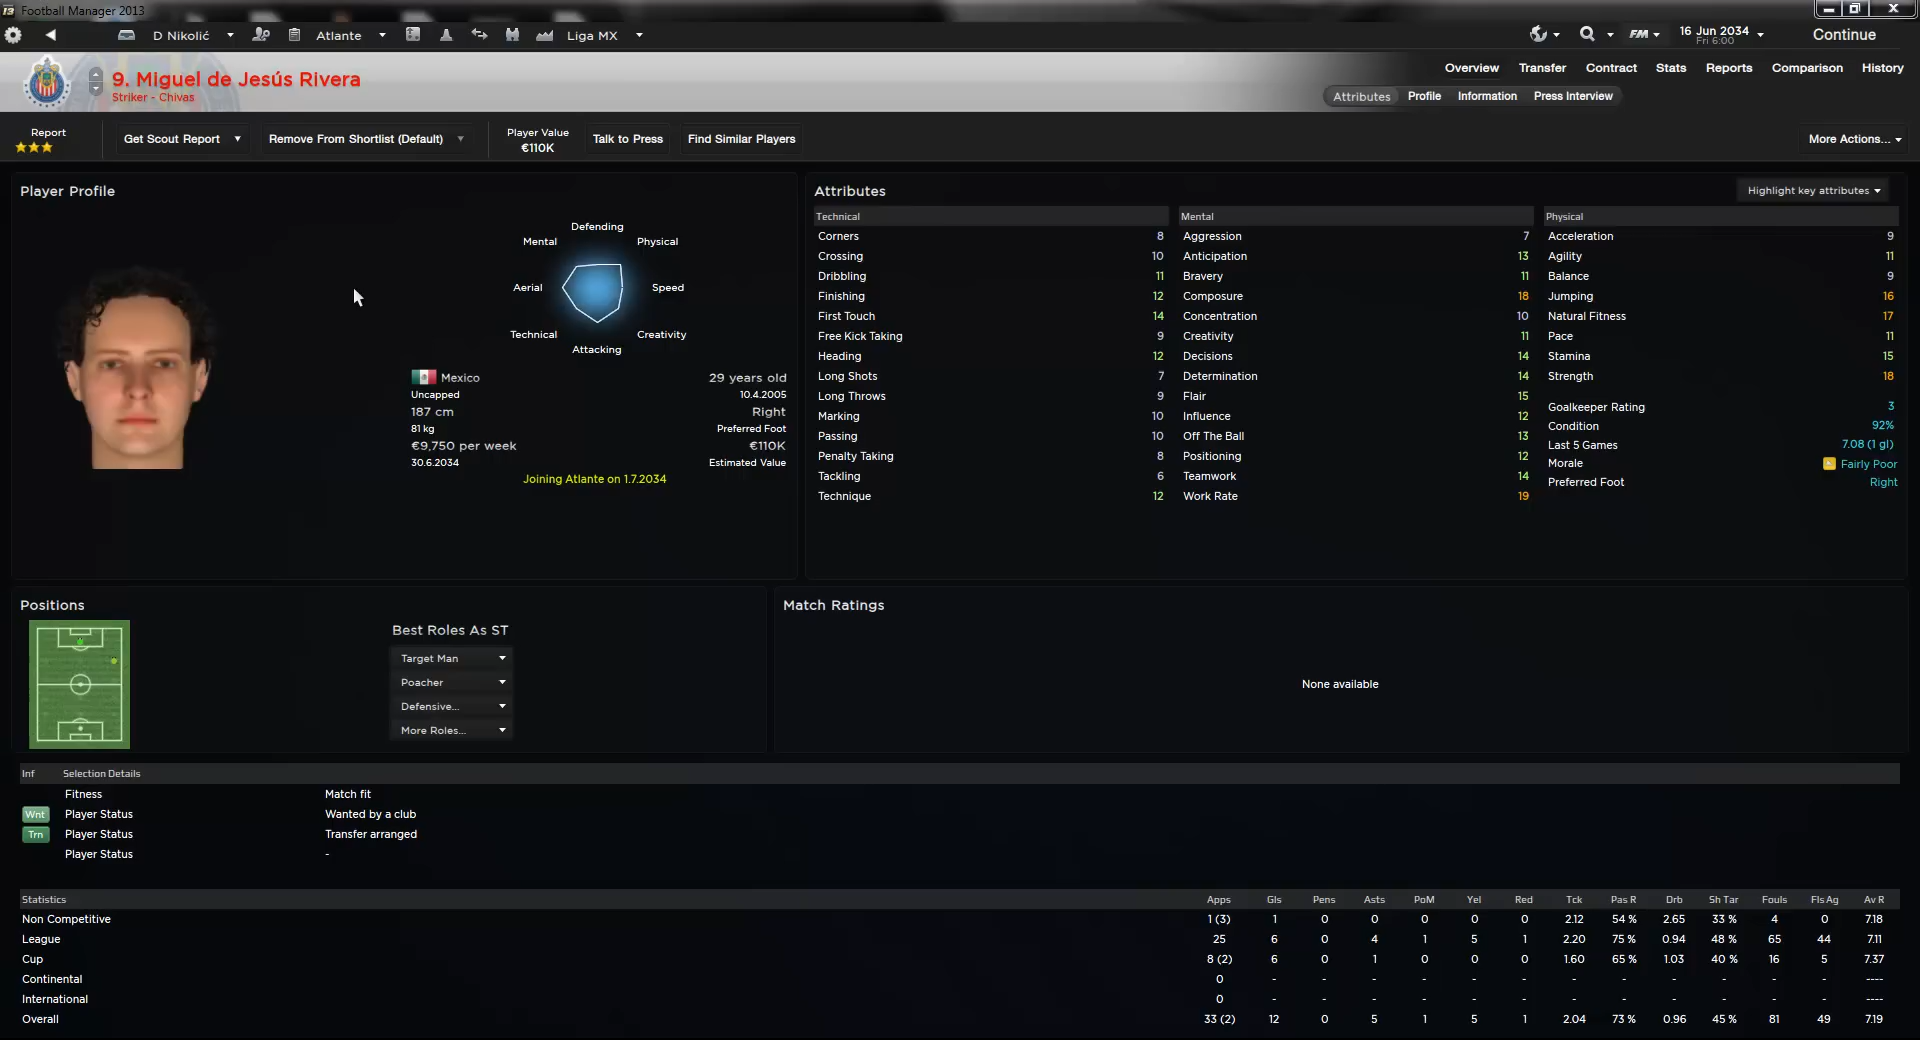 Football Manager 2013
D Nikolić
Atlante
Liga MX
FM
16 Jun 2034
Fri 6:00
Continue
9. Miguel de Jesús Rivera
Striker - Chivas
Overview Transfer Contract Stats Reports Comparison History
Attributes Profile Information Press Interview
Report
Get Scout Report
Remove From Shortlist (Default)
Player Value
€110K
Talk to Press
Find Similar Players
More Actions...
Player Profile
Defending
Mental Physical
Aerial Speed
Technical Creativity
Attacking
Mexico 29 years old
Uncapped 10.4.2005
187 cm Right
81 kg Preferred Foot
€9,750 per week €110K
30.6.2034 Estimated Value
Joining Atlante on 1.7.2034
Attributes
Highlight key attributes
Technical Mental Physical
Corners 8 Aggression 7 Acceleration 9
Crossing 10 Anticipation 13 Agility 11
Dribbling 11 Bravery 11 Balance 9
Finishing 12 Composure 18 Jumping 16
First Touch 14 Concentration 10 Natural Fitness 17
Free Kick Taking 9 Creativity 11 Pace 11
Heading 12 Decisions 14 Stamina 15
Long Shots 7 Determination 14 Strength 18
Long Throws 9 Flair 15 Goalkeeper Rating 3
Marking 10 Influence 12 Condition 92%
Passing 10 Off The Ball 13 Last 5 Games 7.08 (1 gl)
Penalty Taking 8 Positioning 12 Morale Fairly Poor
Tackling 6 Teamwork 14 Preferred Foot Right
Technique 12 Work Rate 19
Positions
Best Roles As ST
Target Man
Poacher
Defensive...
More Roles...
Match Ratings
None available
Inf Selection Details
Fitness Match fit
Wnt Player Status Wanted by a club
Trn Player Status Transfer arranged
Player Status -
Statistics Apps Gls Pens Asts PoM Yel Red Tck Pas R Drb Sh Tar Fouls Fls Ag Av R
Non Competitive 1 (3) 1 0 0 0 0 0 2.12 54 % 2.65 33 % 4 0 7.18
League 25 6 0 4 1 5 1 2.20 75 % 0.94 48 % 65 44 7.11
Cup 8 (2) 6 0 1 0 0 0 1.60 65 % 1.03 40 % 16 5 7.37
Continental 0 - - - - - - - - - - - - ----
International 0 - - - - - - - - - - - - ----
Overall 33 (2) 12 0 5 1 5 1 2.04 73 % 0.96 45 % 81 49 7.19